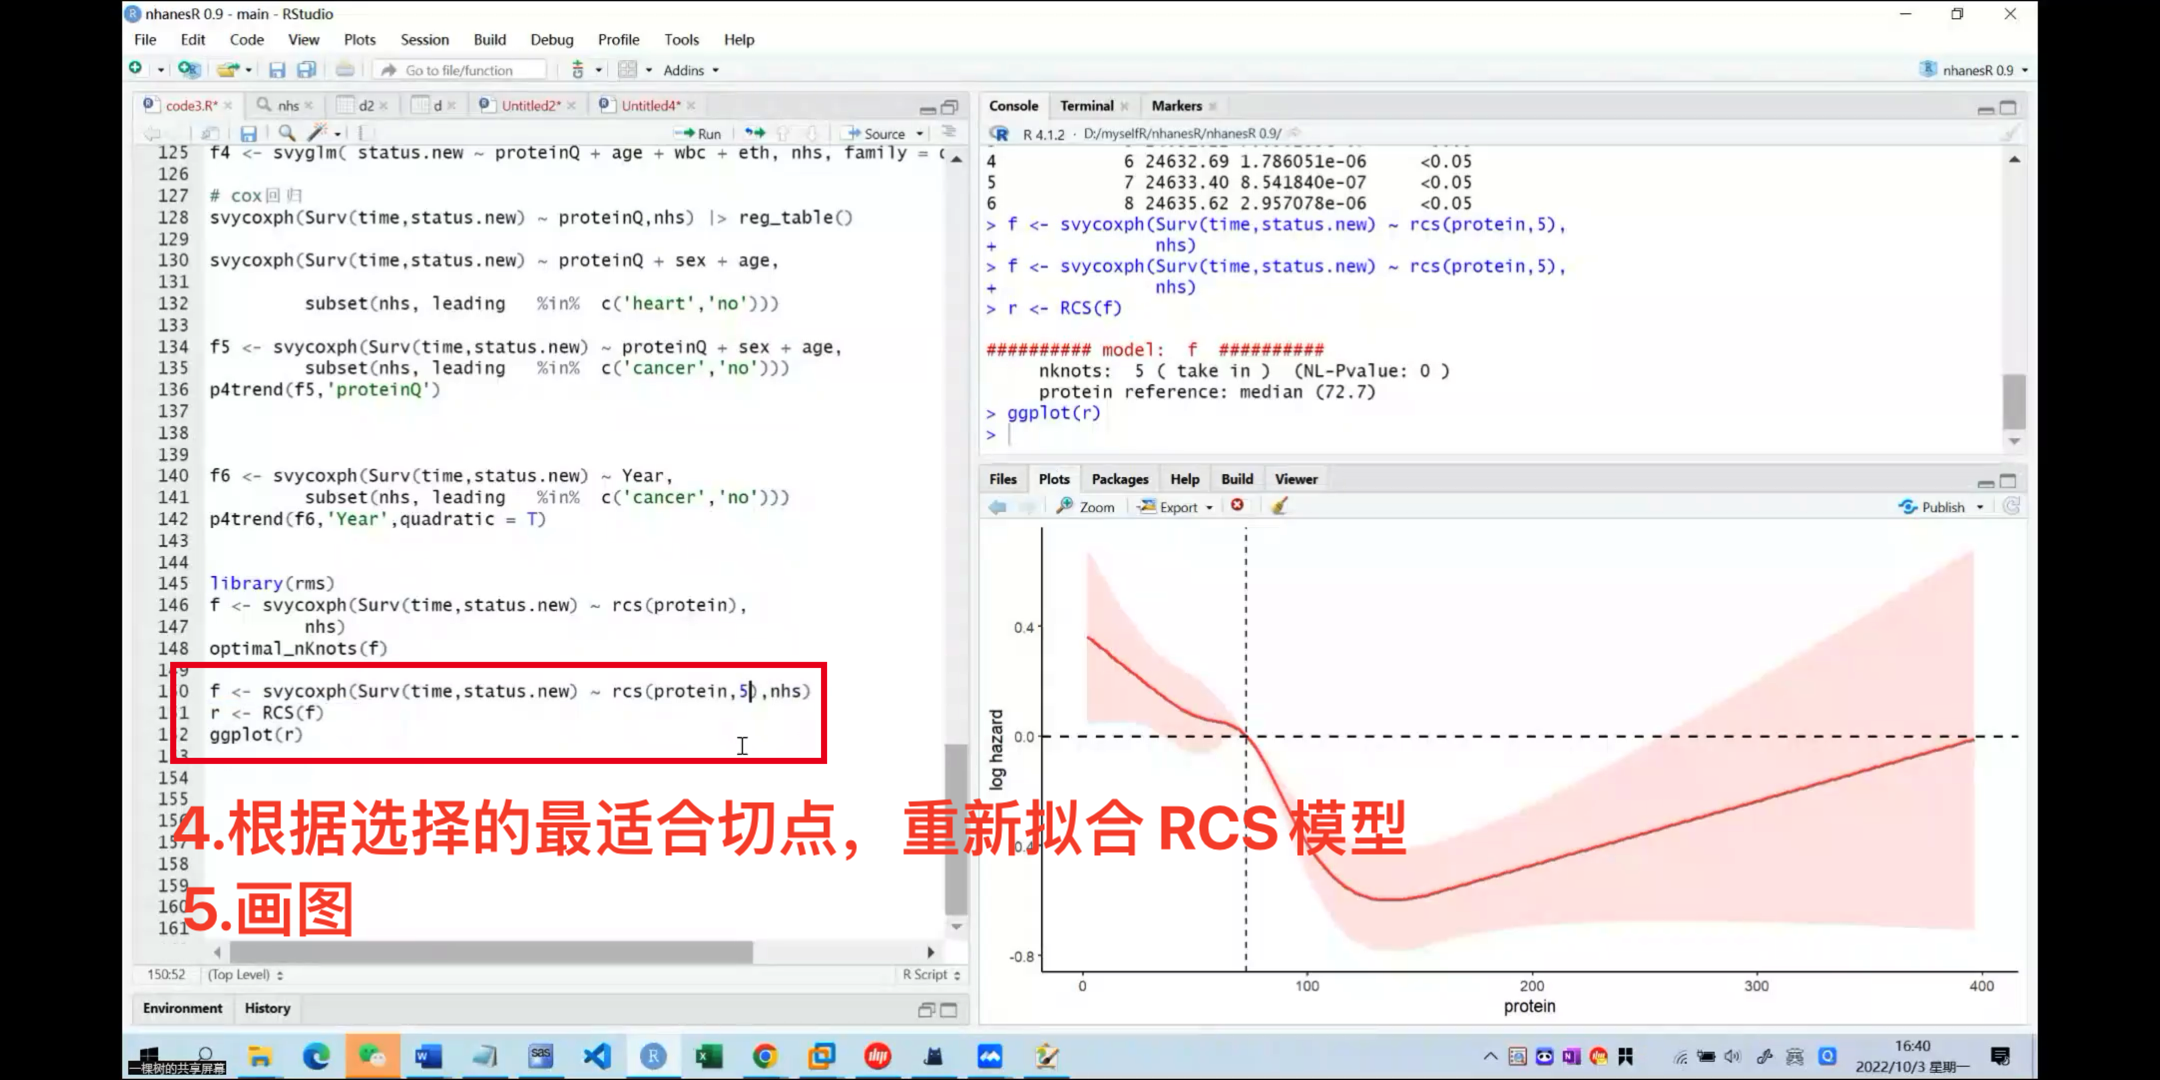 nhanesR 0.9 - main - RStudio
File Edit Code View Plots Session Build Debug Profile Tools Help
Go to file/function Addins nhanesR 0.9
code3.R* nhs d2 d Untitled2* Untitled4*
Run Source
125 f4 <- svyglm( status.new ~ proteinQ + age + wbc + eth, nhs, family =
126
127 # cox回归
128 svycoxph(Surv(time,status.new) ~ proteinQ,nhs) |> reg_table()
129
130 svycoxph(Surv(time,status.new) ~ proteinQ + sex + age,
131
132 subset(nhs, leading %in% c('heart','no')))
133
134 f5 <- svycoxph(Surv(time,status.new) ~ proteinQ + sex + age,
135 subset(nhs, leading %in% c('cancer','no')))
136 p4trend(f5,'proteinQ')
137
138
139
140 f6 <- svycoxph(Surv(time,status.new) ~ Year,
141 subset(nhs, leading %in% c('cancer','no')))
142 p4trend(f6,'Year',quadratic = T)
143
144
145 library(rms)
146 f <- svycoxph(Surv(time,status.new) ~ rcs(protein),
147 nhs)
148 optimal_nKnots(f)
149
150 f <- svycoxph(Surv(time,status.new) ~ rcs(protein,5),nhs)
151 r <- RCS(f)
152 ggplot(r)
153
154
155
4.根据选择的最适合切点，重新拟合RCS模型
158
159
5.画图
161
150:52 (Top Level) R Script
Environment History
Console Terminal Markers
R 4.1.2 · D:/myselfR/nhanesR/nhanesR 0.9/
4 6 24632.69 1.786051e-06 <0.05
5 7 24633.40 8.541840e-07 <0.05
6 8 24635.62 2.957078e-06 <0.05
> f <- svycoxph(Surv(time,status.new) ~ rcs(protein,5),
+ nhs)
> f <- svycoxph(Surv(time,status.new) ~ rcs(protein,5),
+ nhs)
> r <- RCS(f)
########## model: f ##########
nknots: 5 ( take in ) (NL-Pvalue: 0 )
protein reference: median (72.7)
> ggplot(r)
>
Files Plots Packages Help Build Viewer
Zoom Export Publish
log hazard
0.4
0.0
-0.8
0 100 200 300 400
protein
一棵树的共享屏幕
16:40
2022/10/3 星期一